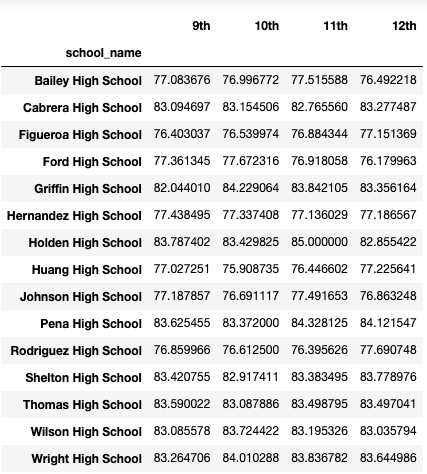 9th 10th 11th 12th
school_name
Bailey High School 77.083676 76.996772 77.515588 76.492218
Cabrera High School 83.094697 83.154506 82.765560 83.277487
Figueroa High School 76.403037 76.539974 76.884344 77.151369
Ford High School 77.361345 77.672316 76.918058 76.179963
Griffin High School 82.044010 84.229064 83.842105 83.356164
Hernandez High School 77.438495 77.337408 77.136029 77.186567
Holden High School 83.787402 83.429825 85.000000 82.855422
Huang High School 77.027251 75.908735 76.446602 77.225641
Johnson High School 77.187857 76.691117 77.491653 76.863248
Pena High School 83.625455 83.372000 84.328125 84.121547
Rodriguez High School 76.859966 76.612500 76.395626 77.690748
Shelton High School 83.420755 82.917411 83.383495 83.778976
Thomas High School 83.590022 83.087886 83.498795 83.497041
Wilson High School 83.085578 83.724422 83.195326 83.035794
Wright High School 83.264706 84.010288 83.836782 83.644986